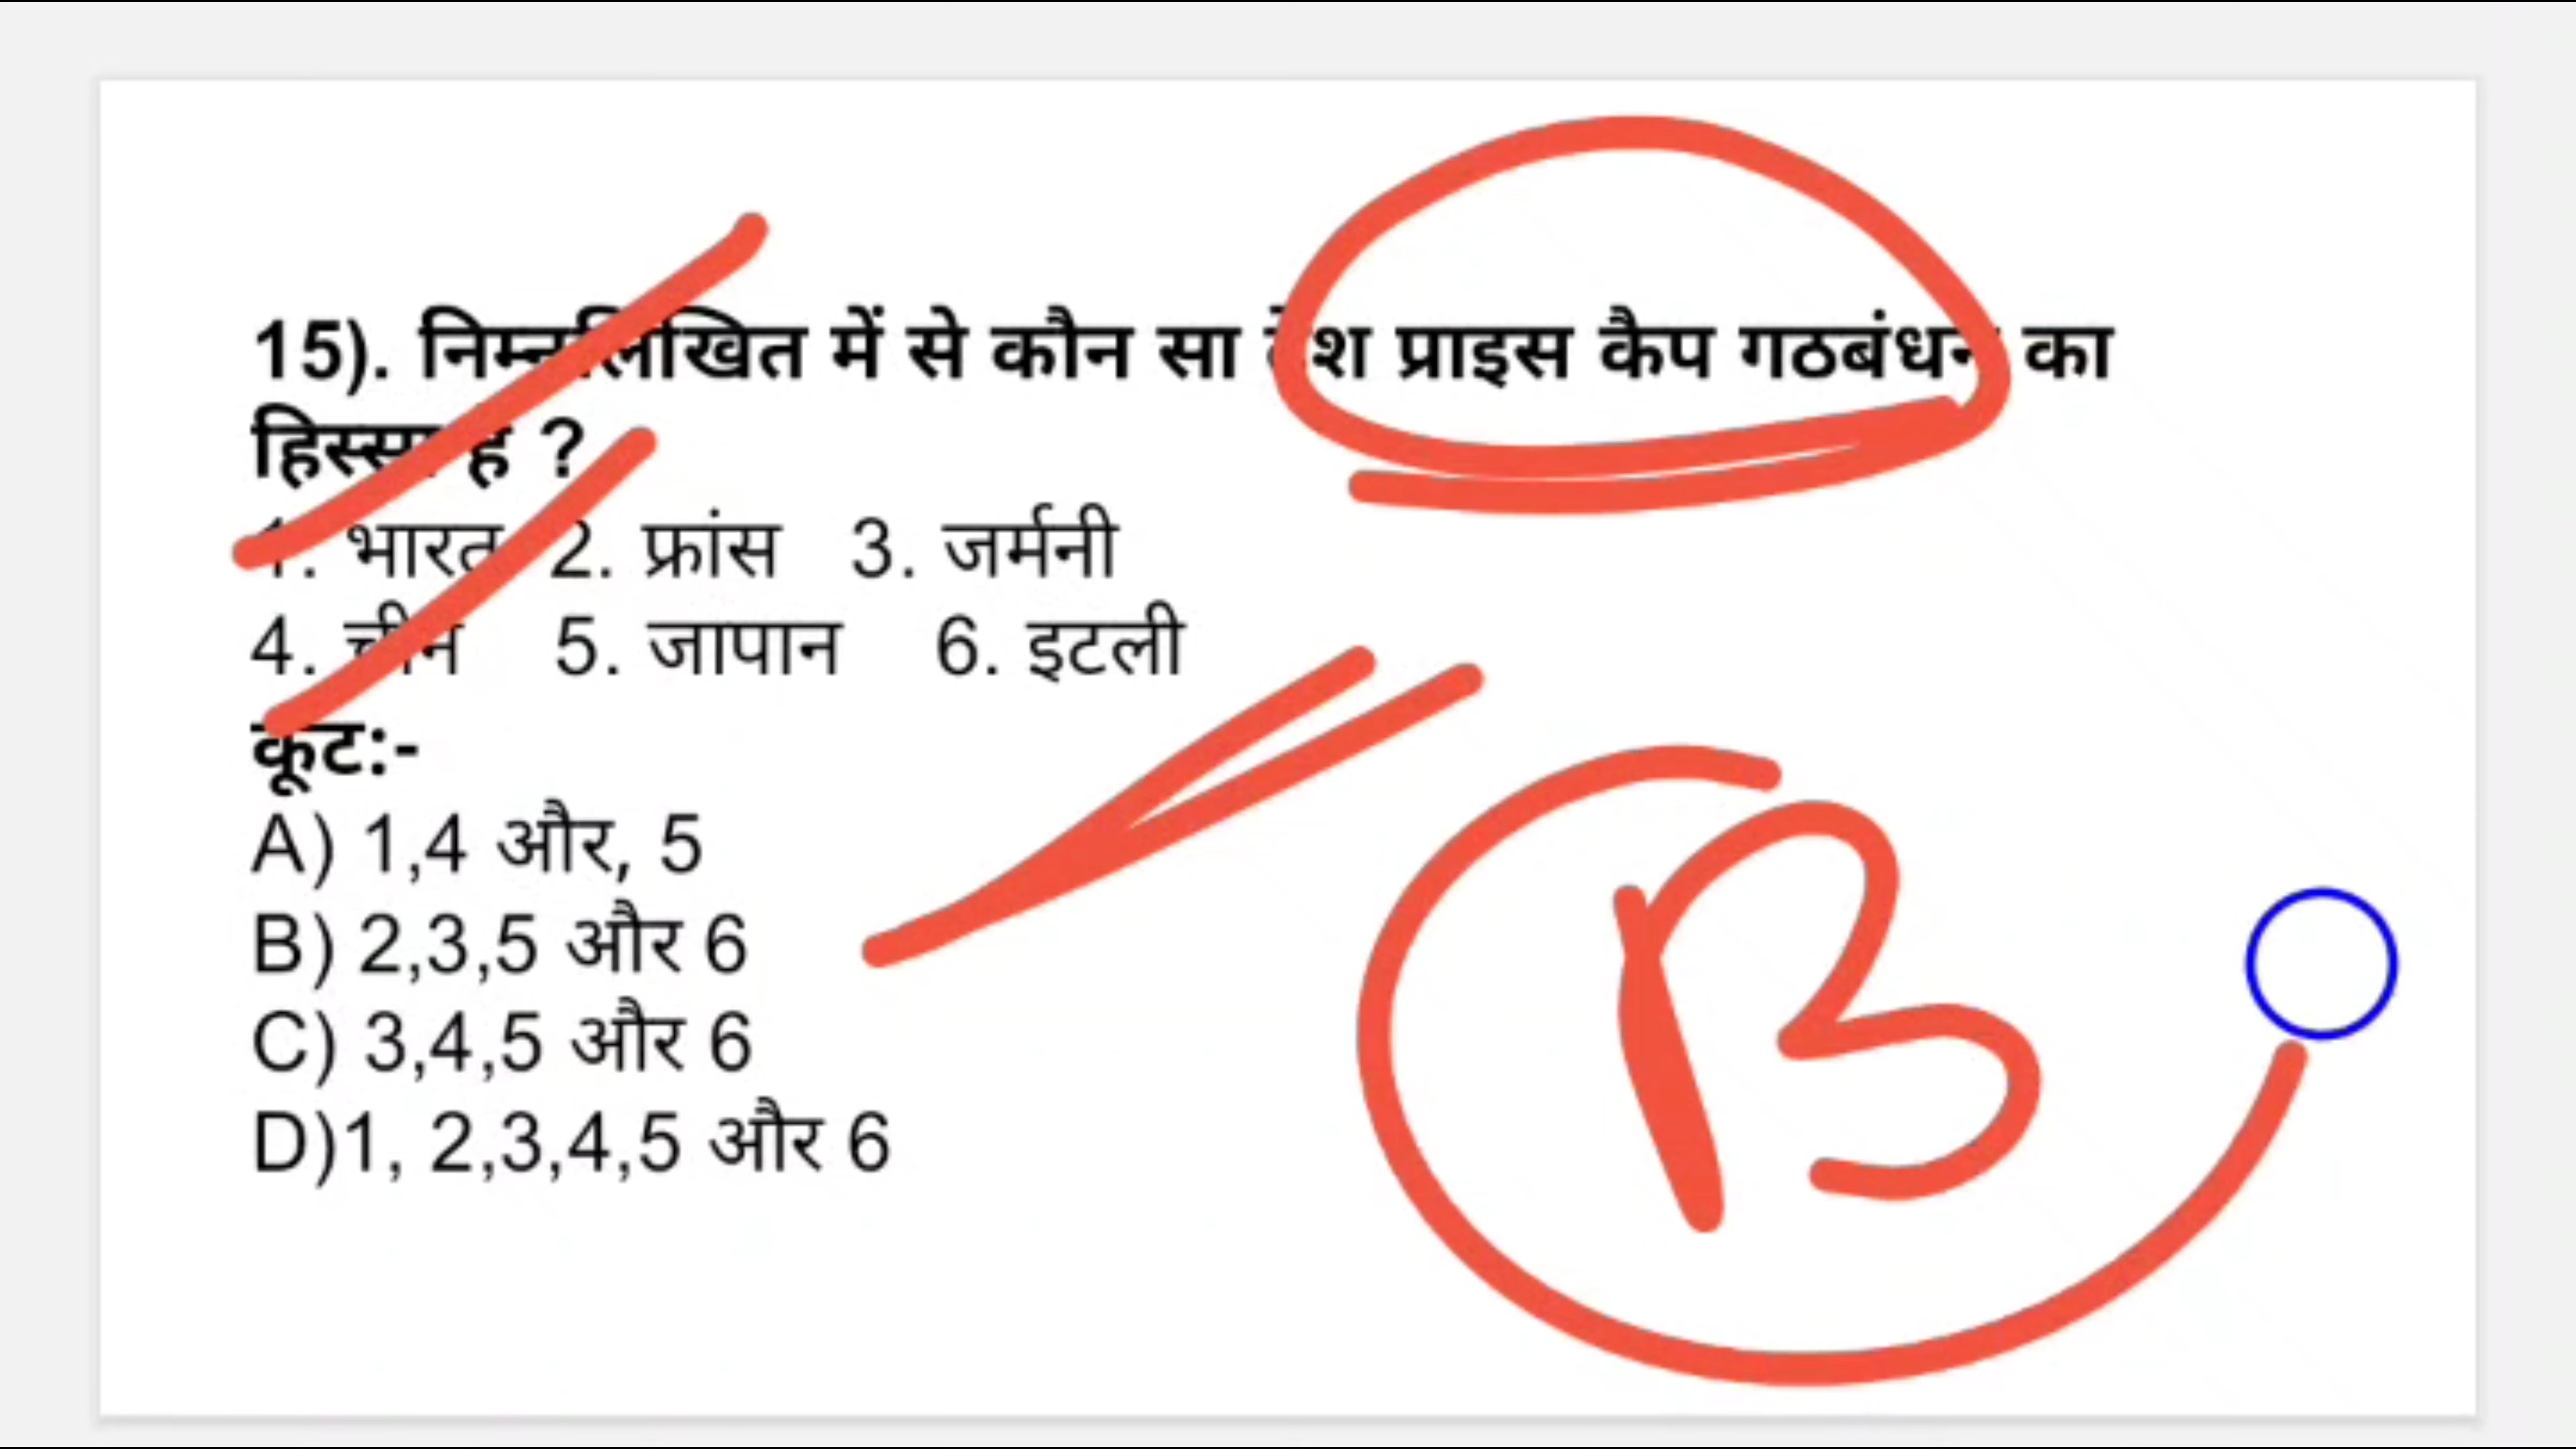 15). निम्नलिखित में से कौन सा देश प्राइस कैप गठबंधन का
हिस्सा है ?
1. भारत 2. फ्रांस 3. जर्मनी
4. चीन 5. जापान 6. इटली
कूट:-
A) 1,4 और, 5
B) 2,3,5 और 6
C) 3,4,5 और 6
D)1, 2,3,4,5 और 6
B